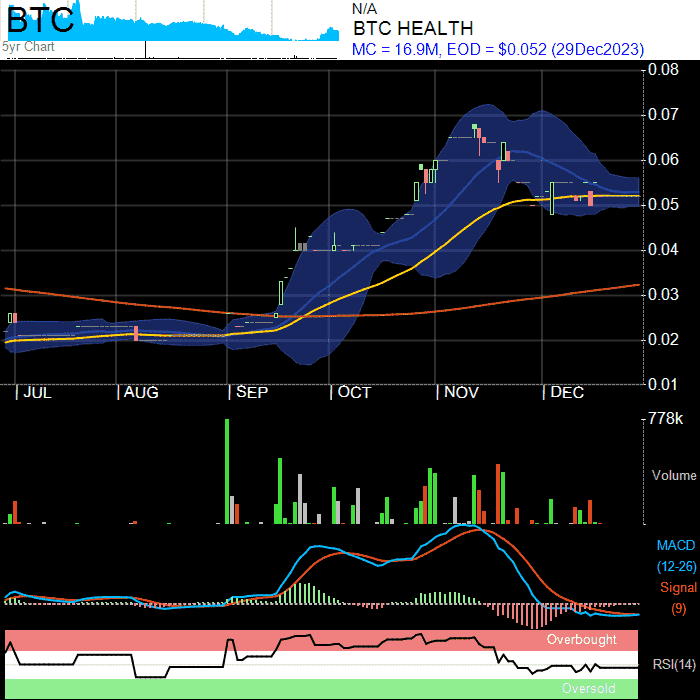 BTC
5yr Chart
N/A
BTC HEALTH
MC = 16.9M, EOD = $0.052 (29Dec2023)
0.08
0.07
0.06
0.05
0.04
0.03
0.02
0.01
JUL AUG SEP OCT NOV DEC
778k
Volume
MACD
(12-26)
Signal
(9)
Overbought
RSI(14)
Oversold